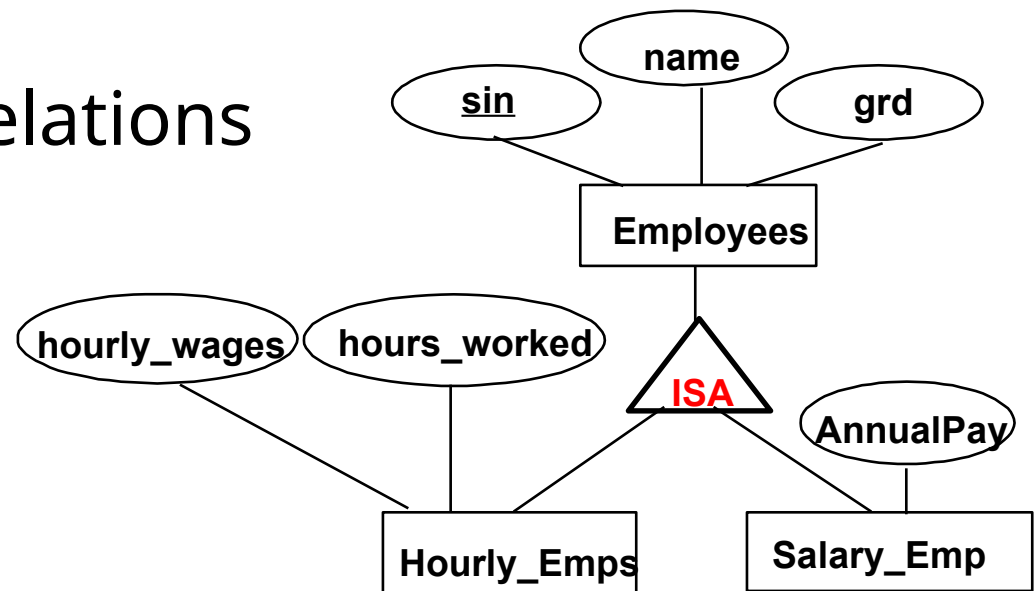 elations
name
sin
grd
Employees
hourly_wages
hours_worked
ISA
AnnualPay
Hourly_Emps
Salary_Emp